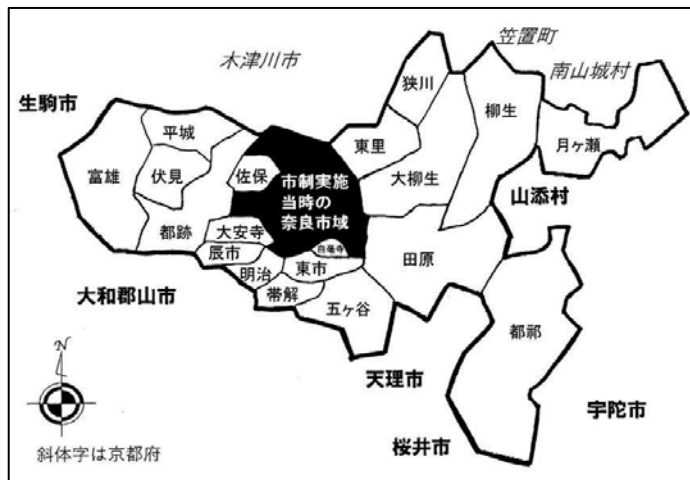 笠置町
木津川市
南山城村
狭川
生駒市
柳生
平城
東里
月ヶ瀬
富雄
伏見
佐保
市制実施
当時の
奈良市域
大柳生
山添村
都跡
大安寺
白毫寺
辰市
東市
田原
明治
大和郡山市
帯解
五ヶ谷
都祁
N
天理市
宇陀市
桜井市
斜体字は京都府